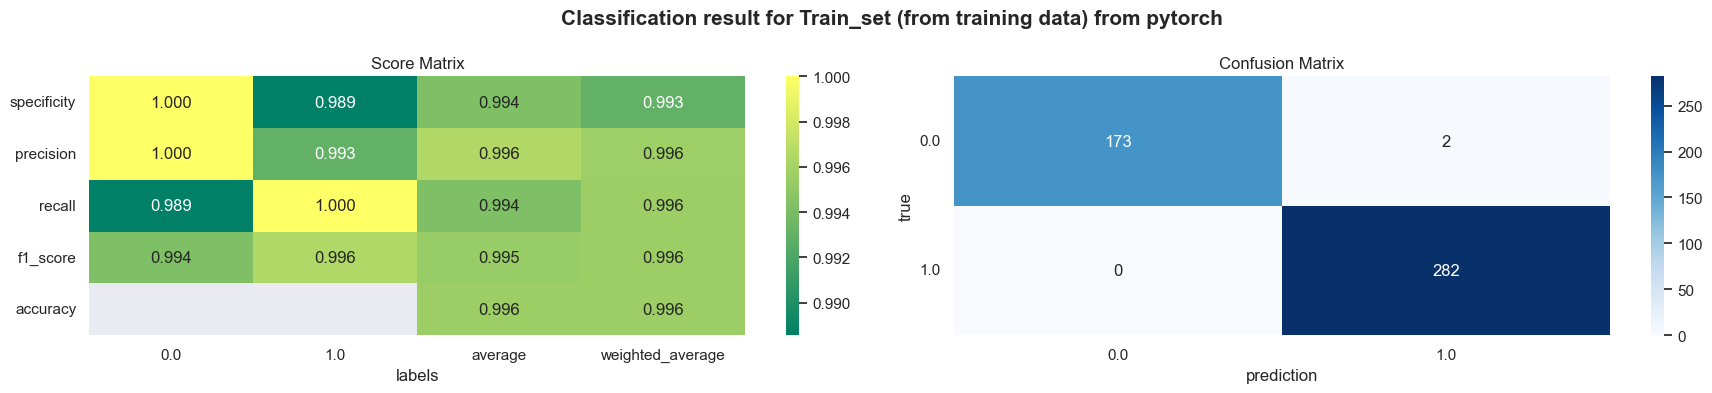 Classification result for Train_set (from training data) from pytorch
Score Matrix
specificity 1.000 0.989 0.994 0.993
precision 1.000 0.993 0.996 0.996
recall 0.989 1.000 0.994 0.996
f1_score 0.994 0.996 0.995 0.996
accuracy 0.996 0.996
0.0 1.0 average weighted_average
labels
1.000
0.998
0.996
0.994
0.992
0.990
Confusion Matrix
true
0.0 173 2
1.0 0 282
0.0 1.0
prediction
250
200
150
100
50
0